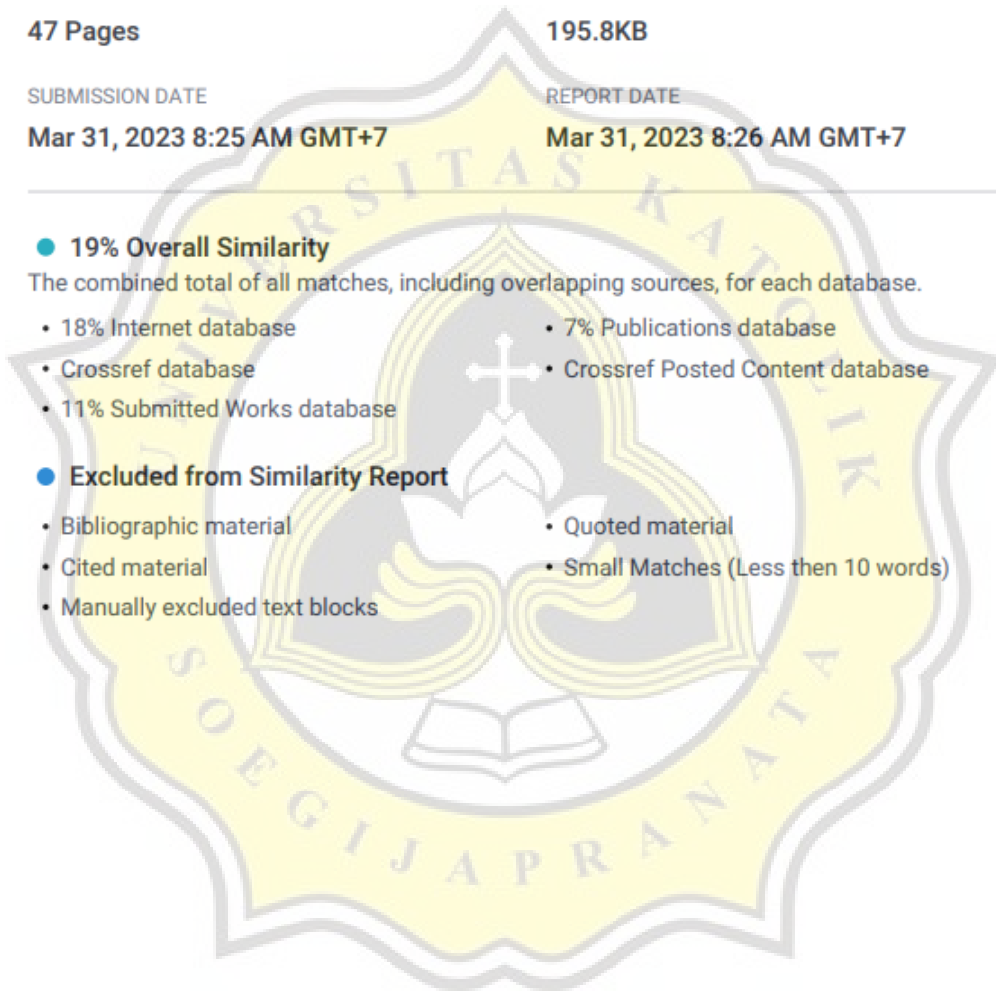 47 Pages
195.8KB
SUBMISSION DATE
REPORT DATE
Mar 31, 2023 8:25 AM GMT+7
Mar 31, 2023 8:26 AM GMT+7
19% Overall Similarity
The combined total of all matches, including overlapping sources, for each database.
• 18% Internet database
• 7% Publications database
• Crossref database
• Crossref Posted Content database
• 11% Submitted Works database
Excluded from Similarity Report
• Bibliographic material
• Quoted material
• Cited material
• Small Matches (Less then 10 words)
• Manually excluded text blocks
UNIVERSITAS KATOLIK
SOEGIJAPRANATA